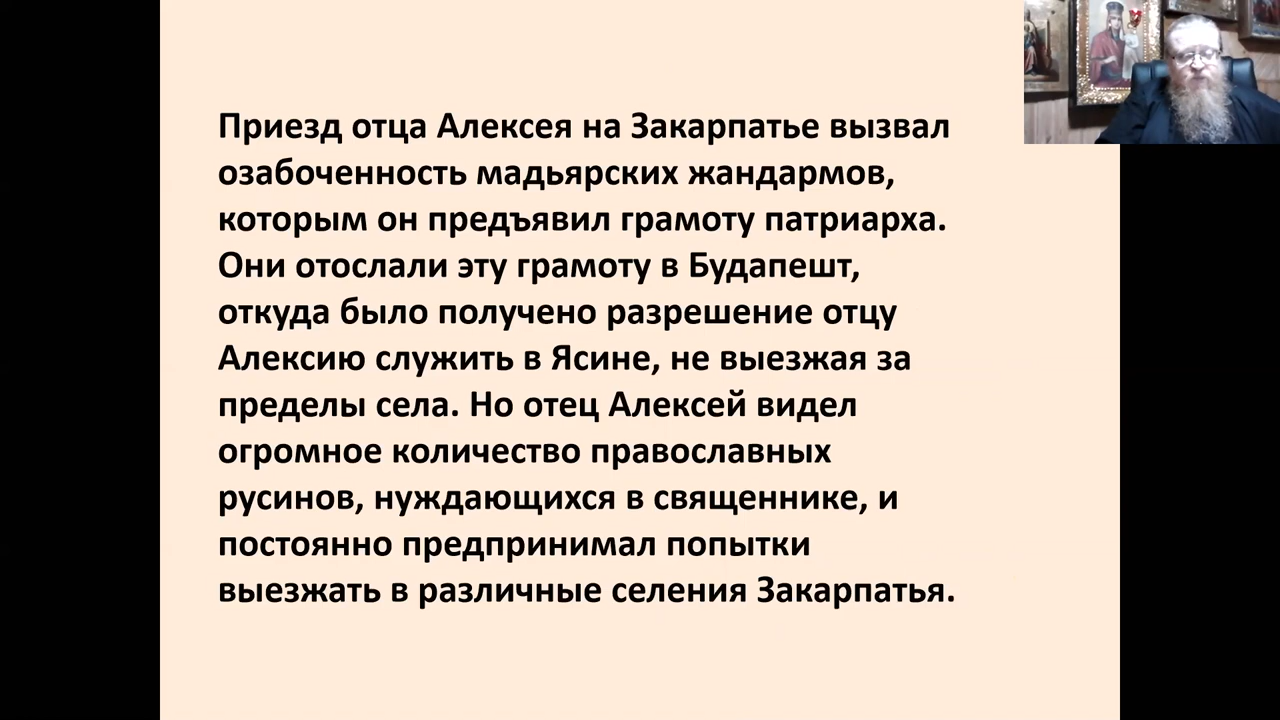 Приезд отца Алексея на Закарпатье вызвал
озабоченность мадьярских жандармов,
которым он предъявил грамоту патриарха.
Они отослали эту грамоту в Будапешт,
откуда было получено разрешение отцу
Алексию служить в Ясине, не выезжая за
пределы села. Но отец Алексей видел
огромное количество православных
русинов, нуждающихся в священнике, и
постоянно предпринимал попытки
выезжать в различные селения Закарпатья.